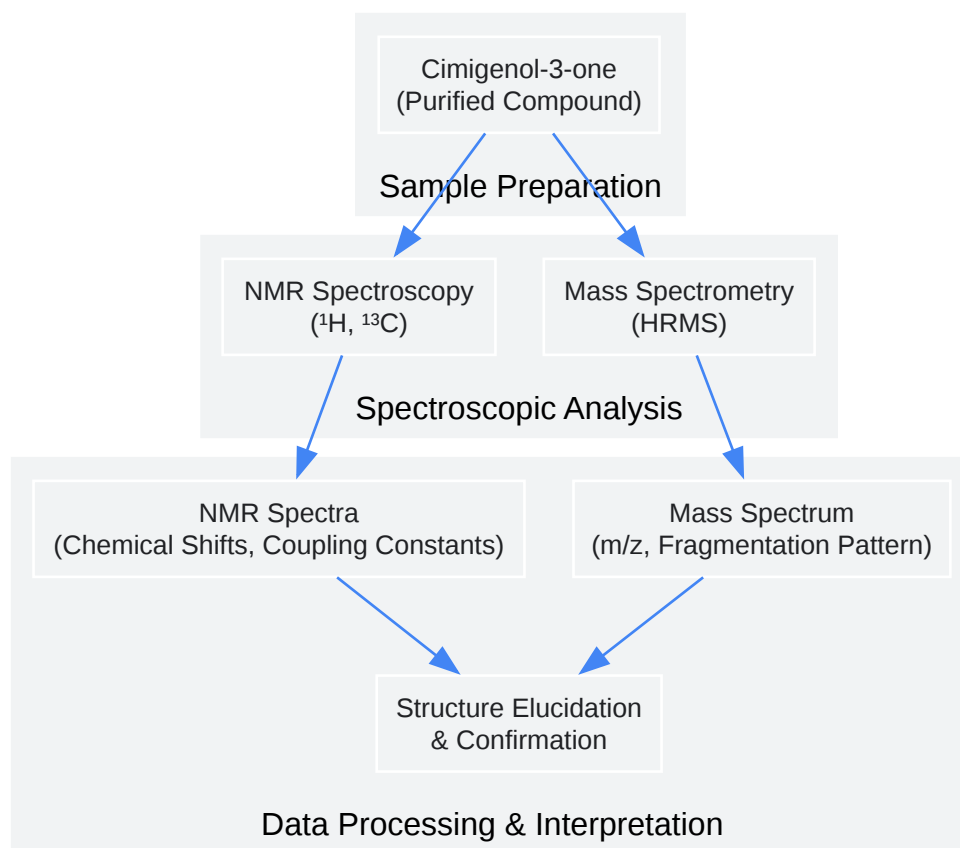 Cimigenol-3-one
(Purified Compound)
Sample Preparation
NMR Spectroscopy
(¹H, ¹³C)
Mass Spectrometry
(HRMS)
Spectroscopic Analysis
NMR Spectra
(Chemical Shifts, Coupling Constants)
Mass Spectrum
(m/z, Fragmentation Pattern)
Structure Elucidation
& Confirmation
Data Processing & Interpretation